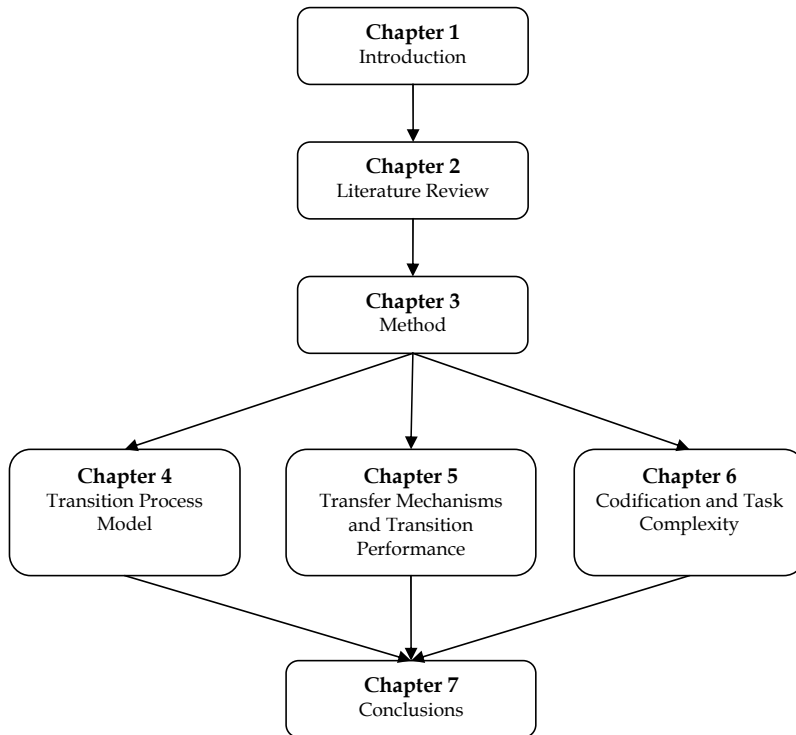 Chapter 1
Introduction
Chapter 2
Literature Review
Chapter 3
Method
Chapter 4
Transition Process
Model
Chapter 5
Transfer Mechanisms
and Transition
Performance
Chapter 6
Codification and Task
Complexity
Chapter 7
Conclusions